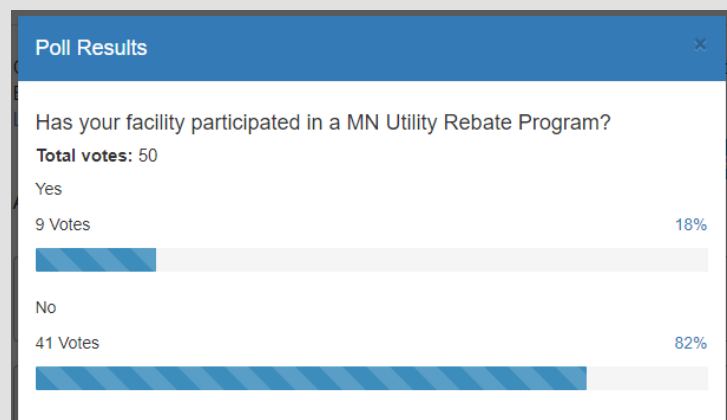 Poll Results ×
Has your facility participated in a MN Utility Rebate Program?
Total votes: 50
Yes
9 Votes 18%
No
41 Votes 82%